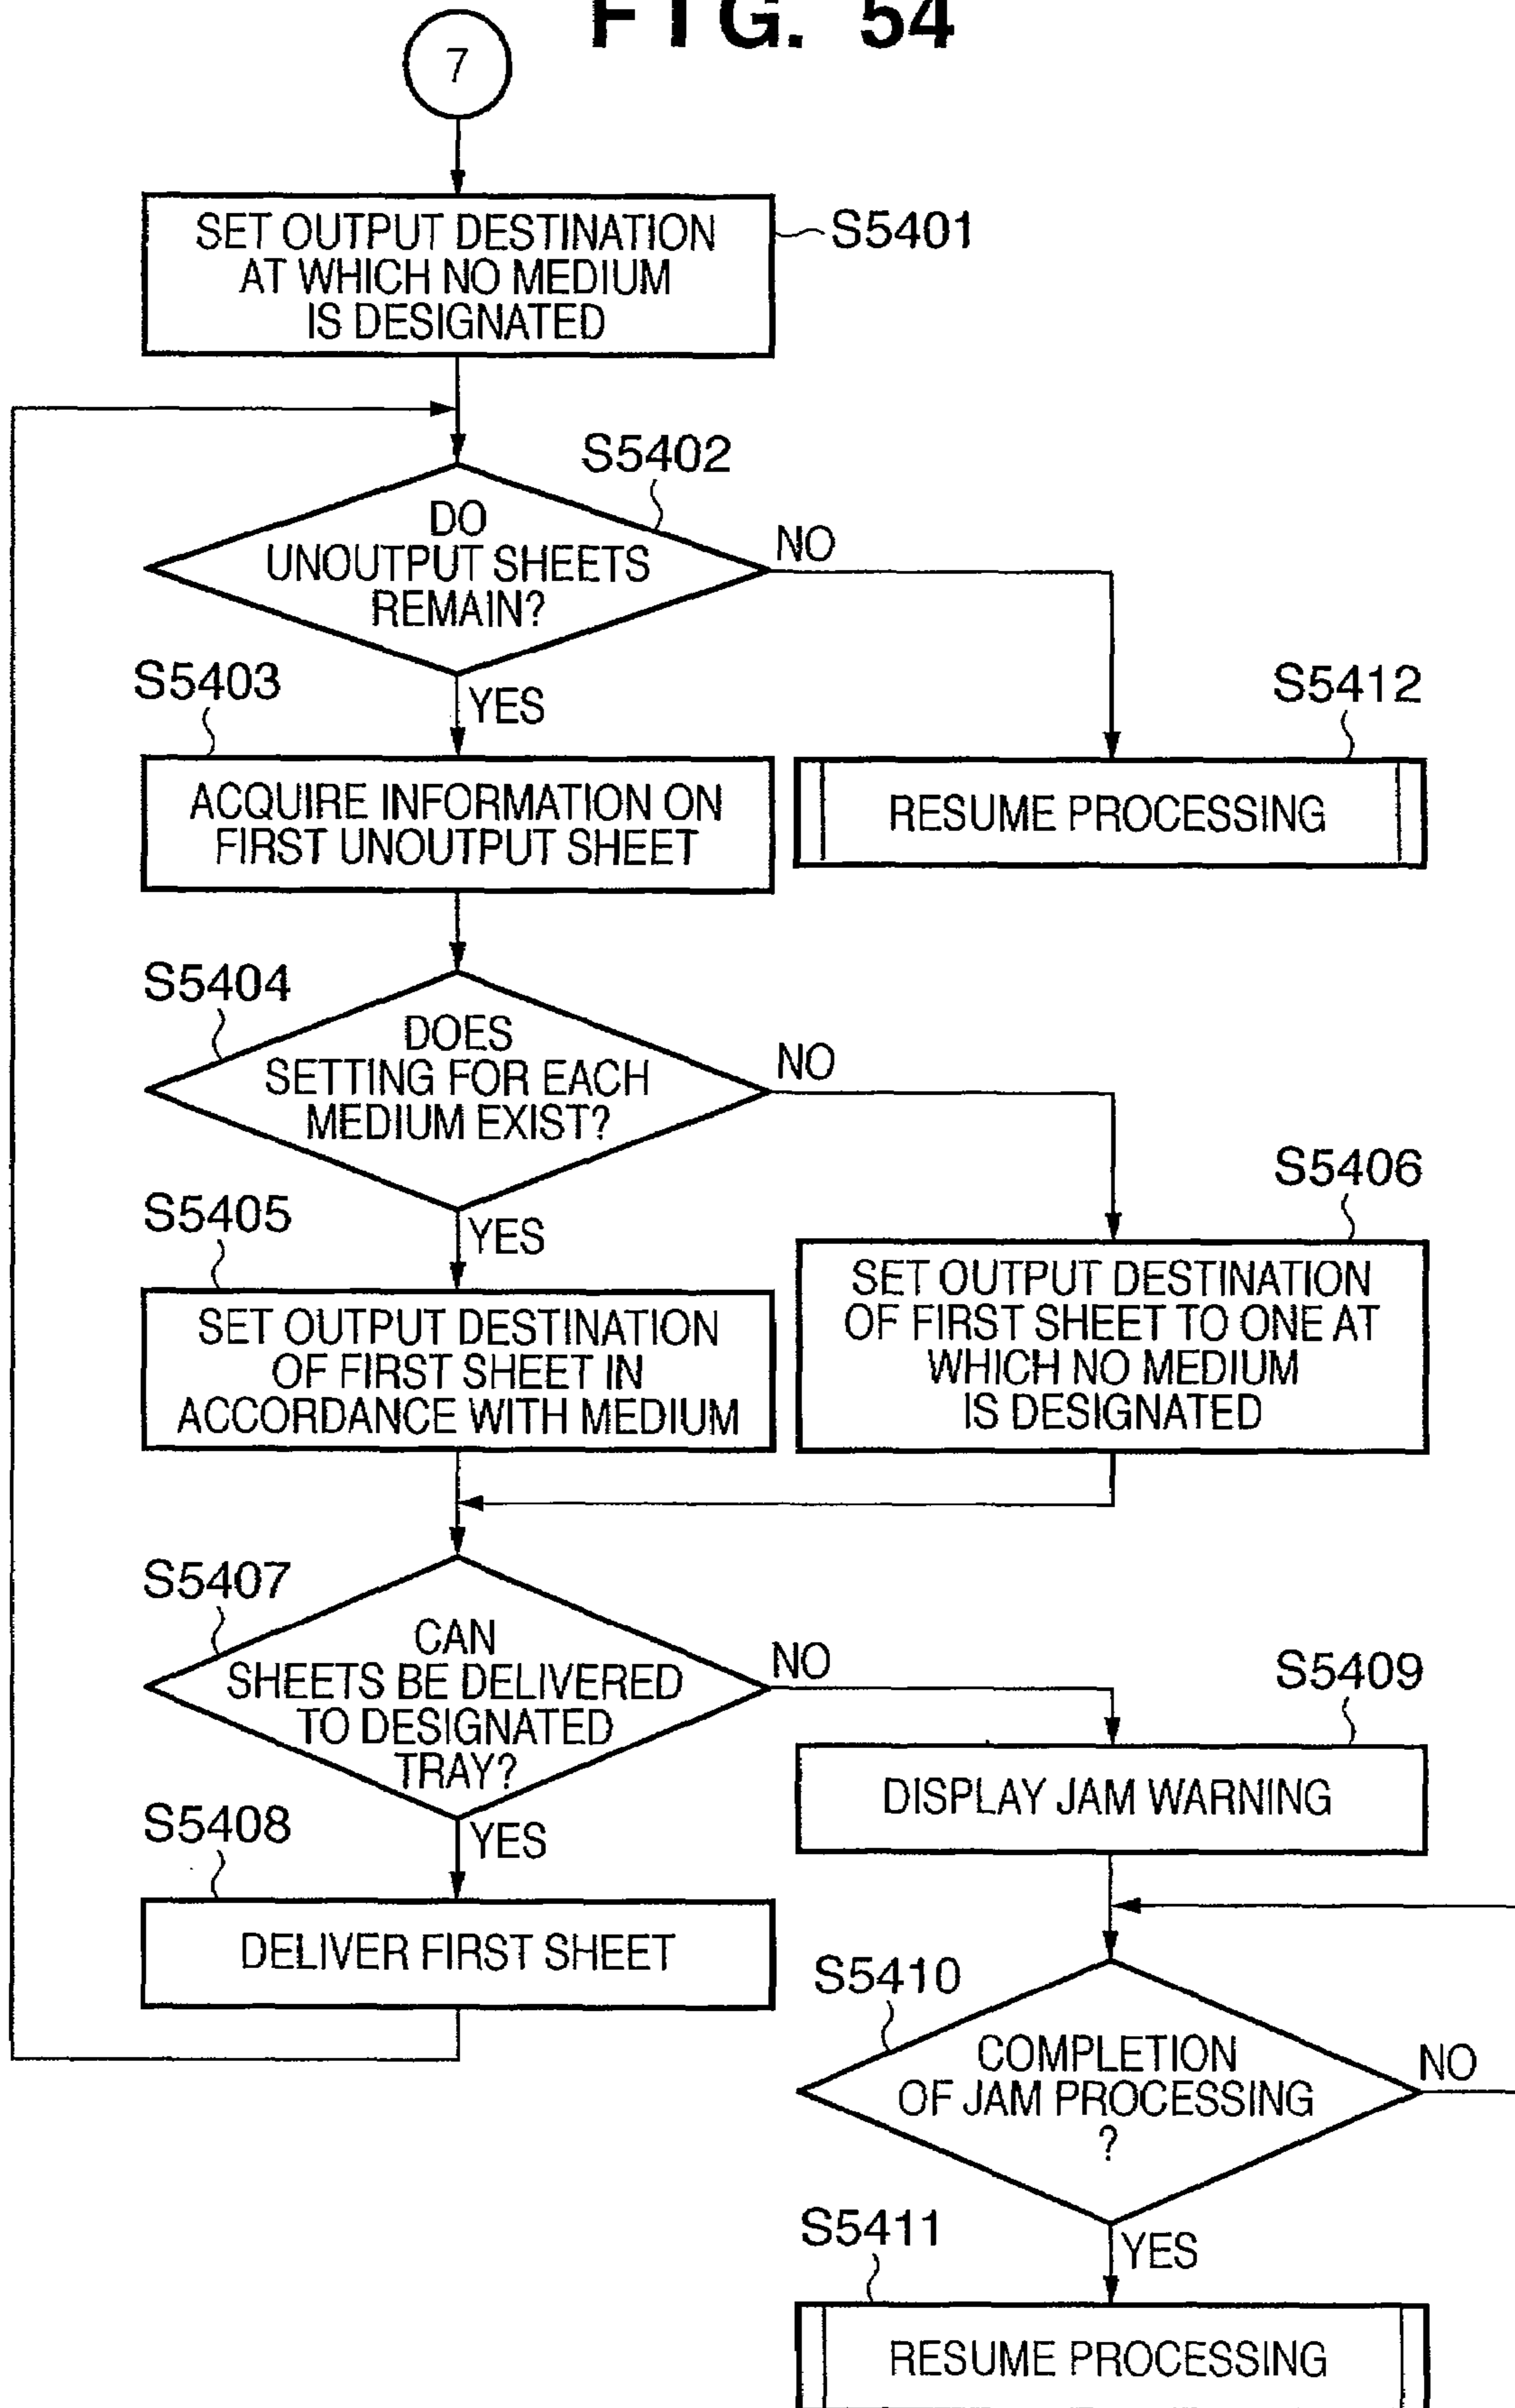 FIG. 54
7
SET OUTPUT DESTINATION
AT WHICH NO MEDIUM
IS DESIGNATED
S5401
S5402
DO
UNOUTPUT SHEETS
REMAIN?
NO
YES
S5403
ACQUIRE INFORMATION ON
FIRST UNOUTPUT SHEET
S5412
RESUME PROCESSING
S5404
DOES
SETTING FOR EACH
MEDIUM EXIST?
NO
YES
S5405
SET OUTPUT DESTINATION
OF FIRST SHEET IN
ACCORDANCE WITH MEDIUM
S5406
SET OUTPUT DESTINATION
OF FIRST SHEET TO ONE AT
WHICH NO MEDIUM
IS DESIGNATED
S5407
CAN
SHEETS BE DELIVERED
TO DESIGNATED
TRAY?
NO
YES
S5408
DELIVER FIRST SHEET
S5409
DISPLAY JAM WARNING
S5410
COMPLETION
OF JAM PROCESSING
?
NO
YES
S5411
RESUME PROCESSING